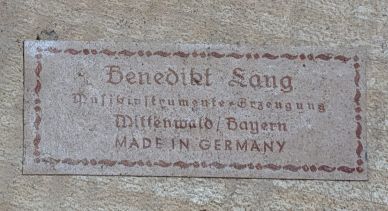 Benedikt Lang
Musikinstrumente-Erzeugung
Mittenwald/Bayern
MADE IN GERMANY